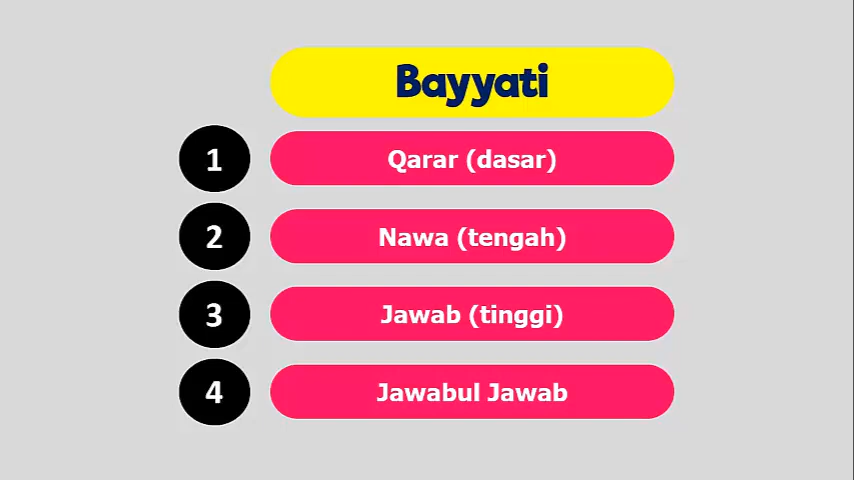 Bayyati
1 Qarar (dasar)
2 Nawa (tengah)
3 Jawab (tinggi)
4 Jawabul Jawab